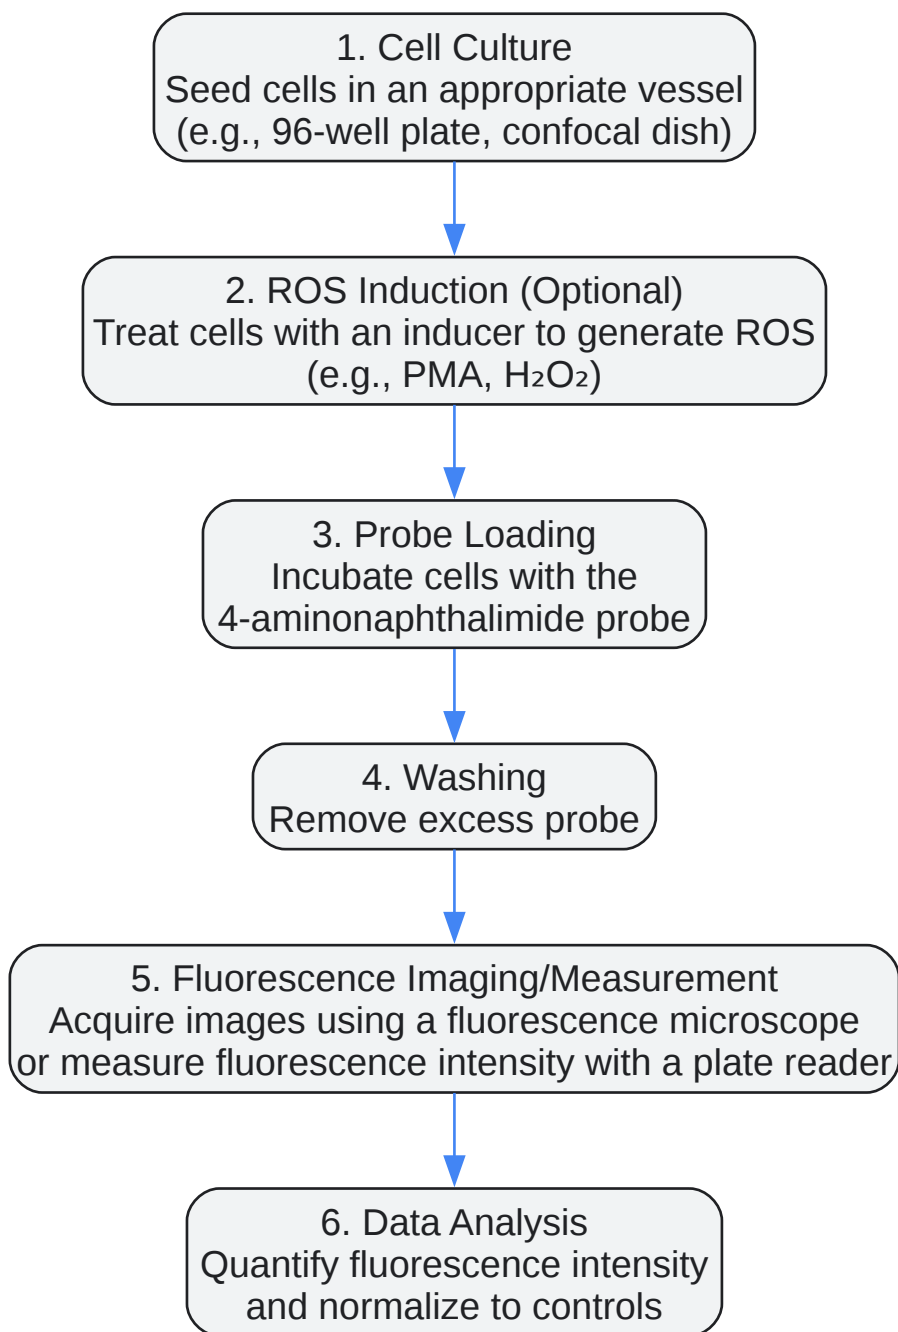 1. Cell Culture
Seed cells in an appropriate vessel
(e.g., 96-well plate, confocal dish)
2. ROS Induction (Optional)
Treat cells with an inducer to generate ROS
(e.g., PMA, H₂O₂)
3. Probe Loading
Incubate cells with the
4-aminonaphthalimide probe
4. Washing
Remove excess probe
5. Fluorescence Imaging/Measurement
Acquire images using a fluorescence microscope
or measure fluorescence intensity with a plate reader
6. Data Analysis
Quantify fluorescence intensity
and normalize to controls